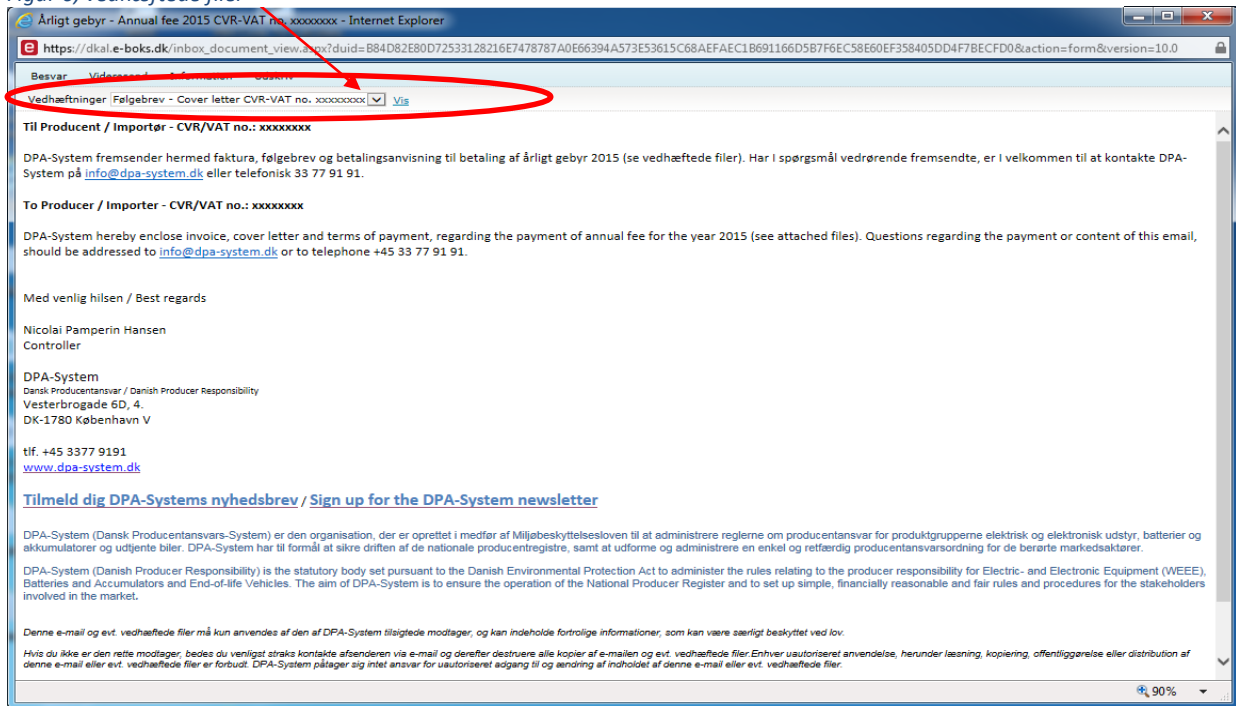 Årligt gebyr - Annual fee 2015 CVR-VAT no. xxxxxxxx - Internet Explorer
https://dkal.e-boks.dk/inbox_document_view.aspx?duid=B84D82E80D72533128216E7478787A0E66394A573E53615C68AEFAEC1B691166D5B7F6EC58E60EF358405DD4F7BECFD0&action=form&version=10.0
Besvar Videresend Information Udskriv
Vedhæftninger Følgebrev - Cover letter CVR-VAT no. xxxxxxxx Vis
Til Producent / Importør - CVR/VAT no.: xxxxxxxx
DPA-System fremsender hermed faktura, følgebrev og betalingsanvisning til betaling af årligt gebyr 2015 (se vedhæftede filer). Har I spørgsmål vedrørende fremsendte, er I velkommen til at kontakte DPA-
System på info@dpa-system.dk eller telefonisk 33 77 91 91.
To Producer / Importer - CVR/VAT no.: xxxxxxxx
DPA-System hereby enclose invoice, cover letter and terms of payment, regarding the payment of annual fee for the year 2015 (see attached files). Questions regarding the payment or content of this email,
should be addressed to info@dpa-system.dk or to telephone +45 33 77 91 91.
Med venlig hilsen / Best regards
Nicolai Pamperin Hansen
Controller
DPA-System
Dansk Producentansvar / Danish Producer Responsibility
Vesterbrogade 6D, 4.
DK-1780 København V
tlf. +45 3377 9191
www.dpa-system.dk
Tilmeld dig DPA-Systems nyhedsbrev / Sign up for the DPA-System newsletter
DPA-System (Dansk Producentansvars-System) er den organisation, der er oprettet i medfør af Miljøbeskyttelsesloven til at administrere reglerne om producentansvar for produktgrupperne elektrisk og elektronisk udstyr, batterier og
akkumulatorer og udtjente biler. DPA-System har til formål at sikre driften af de nationale producentregistre, samt at udforme og administrere en enkel og retfærdig producentansvarsordning for de berørte markedsaktører.
DPA-System (Danish Producer Responsibility) is the statutory body set pursuant to the Danish Environmental Protection Act to administer the rules relating to the producer responsibility for Electric- and Electronic Equipment (WEEE),
Batteries and Accumulators and End-of-life Vehicles. The aim of DPA-System is to ensure the operation of the National Producer Register and to set up simple, financially reasonable and fair rules and procedures for the stakeholders
involved in the market.
Denne e-mail og evt. vedhæftede filer må kun anvendes af den af DPA-System tilsigtede modtager, og kan indeholde fortrolige informationer, som kan være særligt beskyttet ved lov.
Hvis du ikke er den rette modtager, bedes du venligst straks kontakte afsenderen via e-mail og derefter destruere alle kopier af e-mailen og evt. vedhæftede filer.Enhver uautoriseret anvendelse, herunder læsning, kopiering, offentliggørelse eller distribution af
denne e-mail eller evt. vedhæftede filer er forbudt. DPA-System påtager sig intet ansvar for uautoriseret adgang til og ændring af indholdet af denne e-mail eller evt. vedhæftede filer.
90%